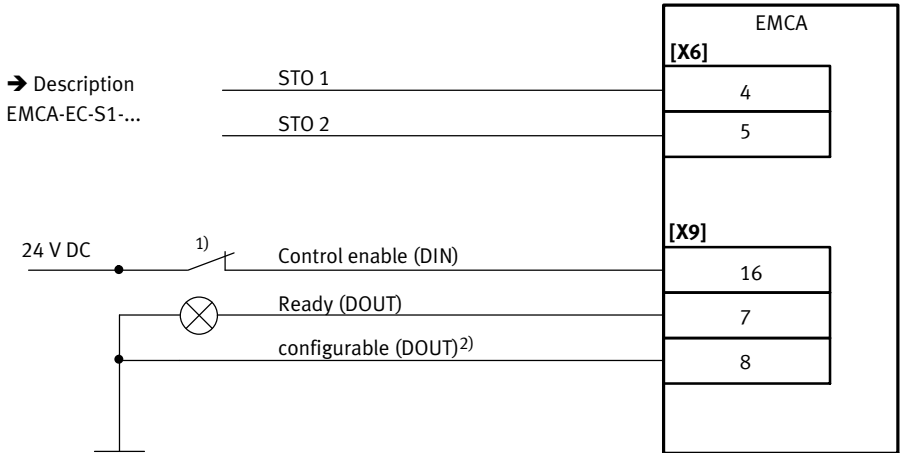 EMCA
[X6]
➔ Description
EMCA-EC-S1-...
STO 1
4
STO 2
5
[X9]
24 V DC
1)
Control enable (DIN)
16
Ready (DOUT)
7
configurable (DOUT)2)
8